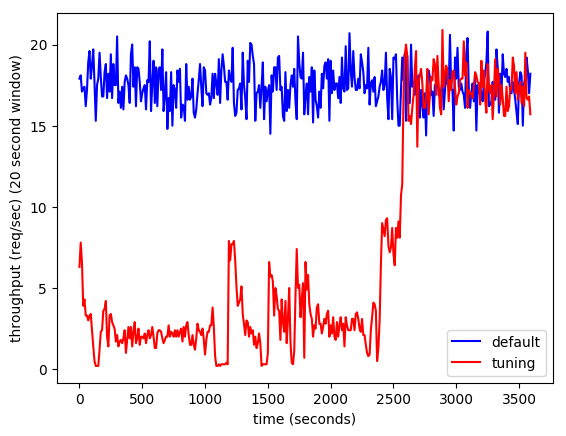 throughput (req/sec) (20 second window)
20
15
10
5
0
0 500 1000 1500 2000 2500 3000 3500
time (seconds)
default
tuning